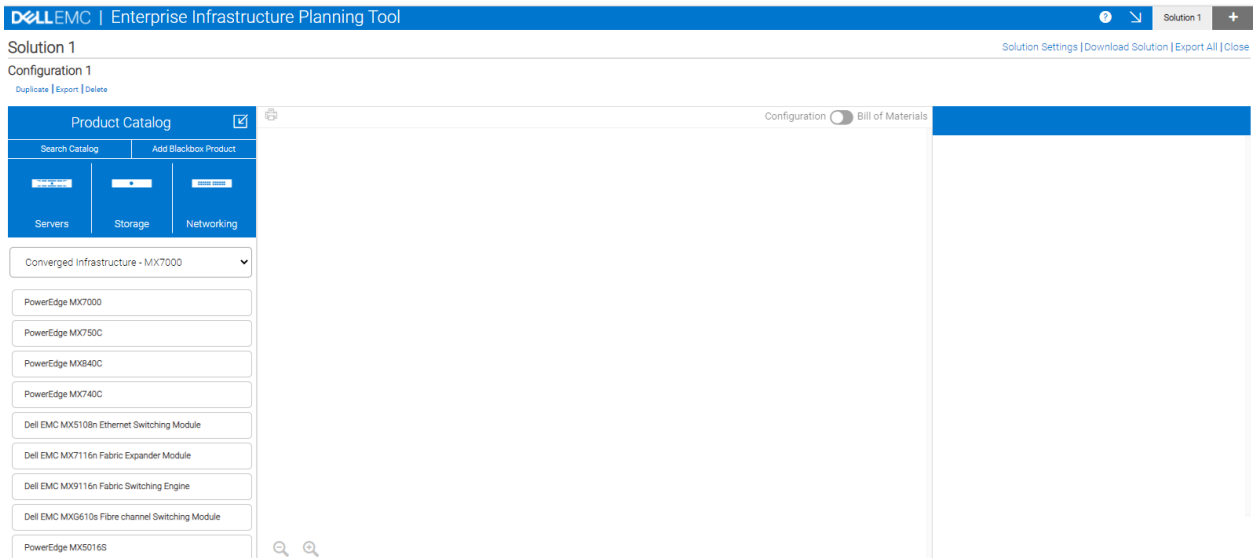 DELLEMC | Enterprise Infrastructure Planning Tool
? Solution 1 +
Solution 1
Solution Settings | Download Solution | Export All | Close
Configuration 1
Duplicate | Export | Delete
Product Catalog
Configuration Bill of Materials
Search Catalog Add Blackbox Product
Servers Storage Networking
Converged Infrastructure - MX7000
PowerEdge MX7000
PowerEdge MX750C
PowerEdge MX840C
PowerEdge MX740C
Dell EMC MX5108n Ethernet Switching Module
Dell EMC MX7116n Fabric Expander Module
Dell EMC MX9116n Fabric Switching Engine
Dell EMC MXG610s Fibre channel Switching Module
PowerEdge MX5016S